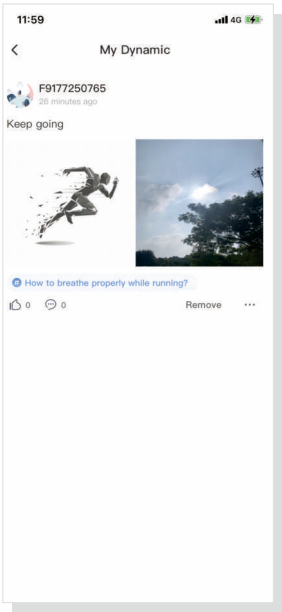 11:59
4G
My Dynamic
F9177250765
26 minutes ago
Keep going
# How to breathe properly while running?
0
0
Remove
...